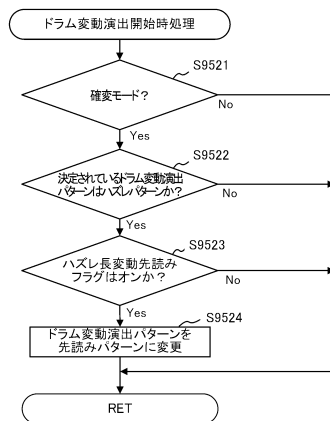 ドラム変動演出開始時処理
S9521
確変モード?
No
Yes
S9522
決定されているドラム変動演出
パターンはハズレパターンか?
No
Yes
S9523
ハズレ長変動先読み
フラグはオンか?
No
Yes
S9524
ドラム変動演出パターンを
先読みパターンに変更
RET